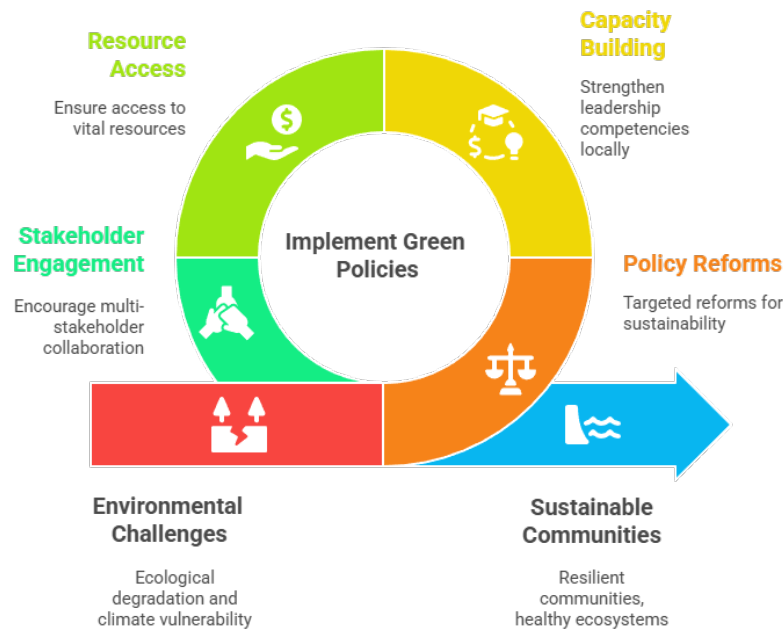 Resource
Access
Ensure access to
vital resources
Capacity
Building
Strengthen
leadership
competencies
locally
Stakeholder
Engagement
Encourage multi-
stakeholder
collaboration
Implement Green
Policies
Policy Reforms
Targeted reforms for
sustainability
Environmental
Challenges
Ecological
degradation and
climate vulnerability
Sustainable
Communities
Resilient
communities,
healthy ecosystems